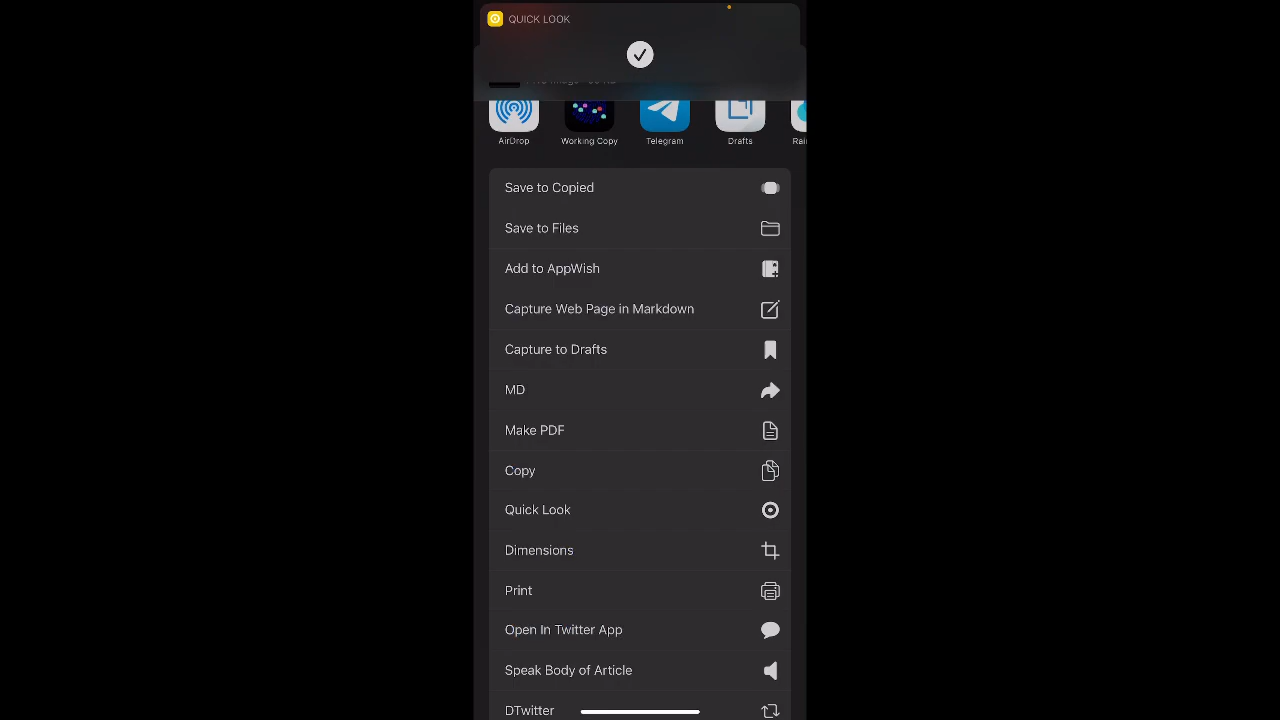 QUICK LOOK
AirDrop
Working Copy
Telegram
Drafts
Save to Copied
Save to Files
Add to AppWish
Capture Web Page in Markdown
Capture to Drafts
MD
Make PDF
Copy
Quick Look
Dimensions
Print
Open In Twitter App
Speak Body of Article
DTwitter